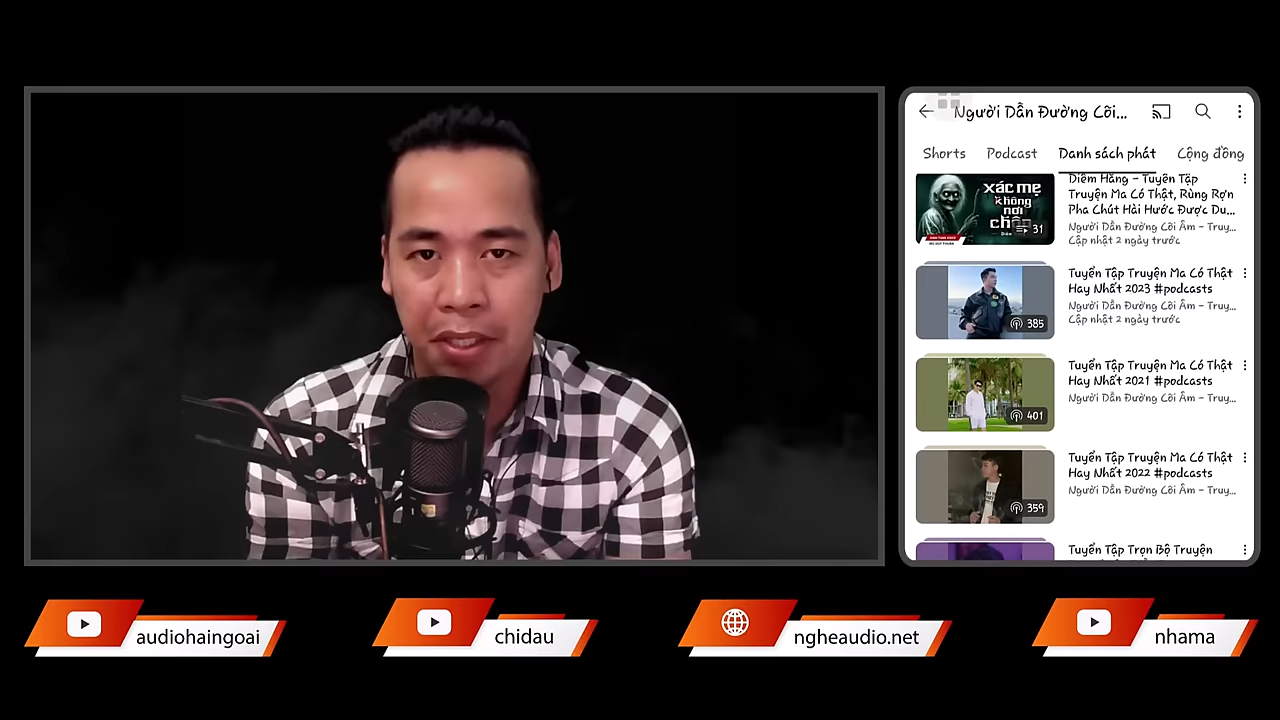 Người Dẫn Đường Cõi...
Shorts
Podcast
Danh sách phát
Cộng đồng
xác mẹ
không
nơi
chôn
31
Diễm Hằng - Tuyển Tập
Truyện Ma Có Thật, Rùng Rợn
Pha Chút Hài Hước Được Du...
Người Dẫn Đường Cõi Âm - Truy...
Cập nhật 2 ngày trước
385
Tuyển Tập Truyện Ma Có Thật
Hay Nhất 2023 #podcasts
Người Dẫn Đường Cõi Âm - Truy...
Cập nhật 2 ngày trước
401
Tuyển Tập Truyện Ma Có Thật
Hay Nhất 2021 #podcasts
Người Dẫn Đường Cõi Âm - Truy...
359
Tuyển Tập Truyện Ma Có Thật
Hay Nhất 2022 #podcasts
Người Dẫn Đường Cõi Âm - Truy...
Tuyển Tập Trọn Bộ Truyện
audiohaingoai
chidau
ngheaudio.net
nhama